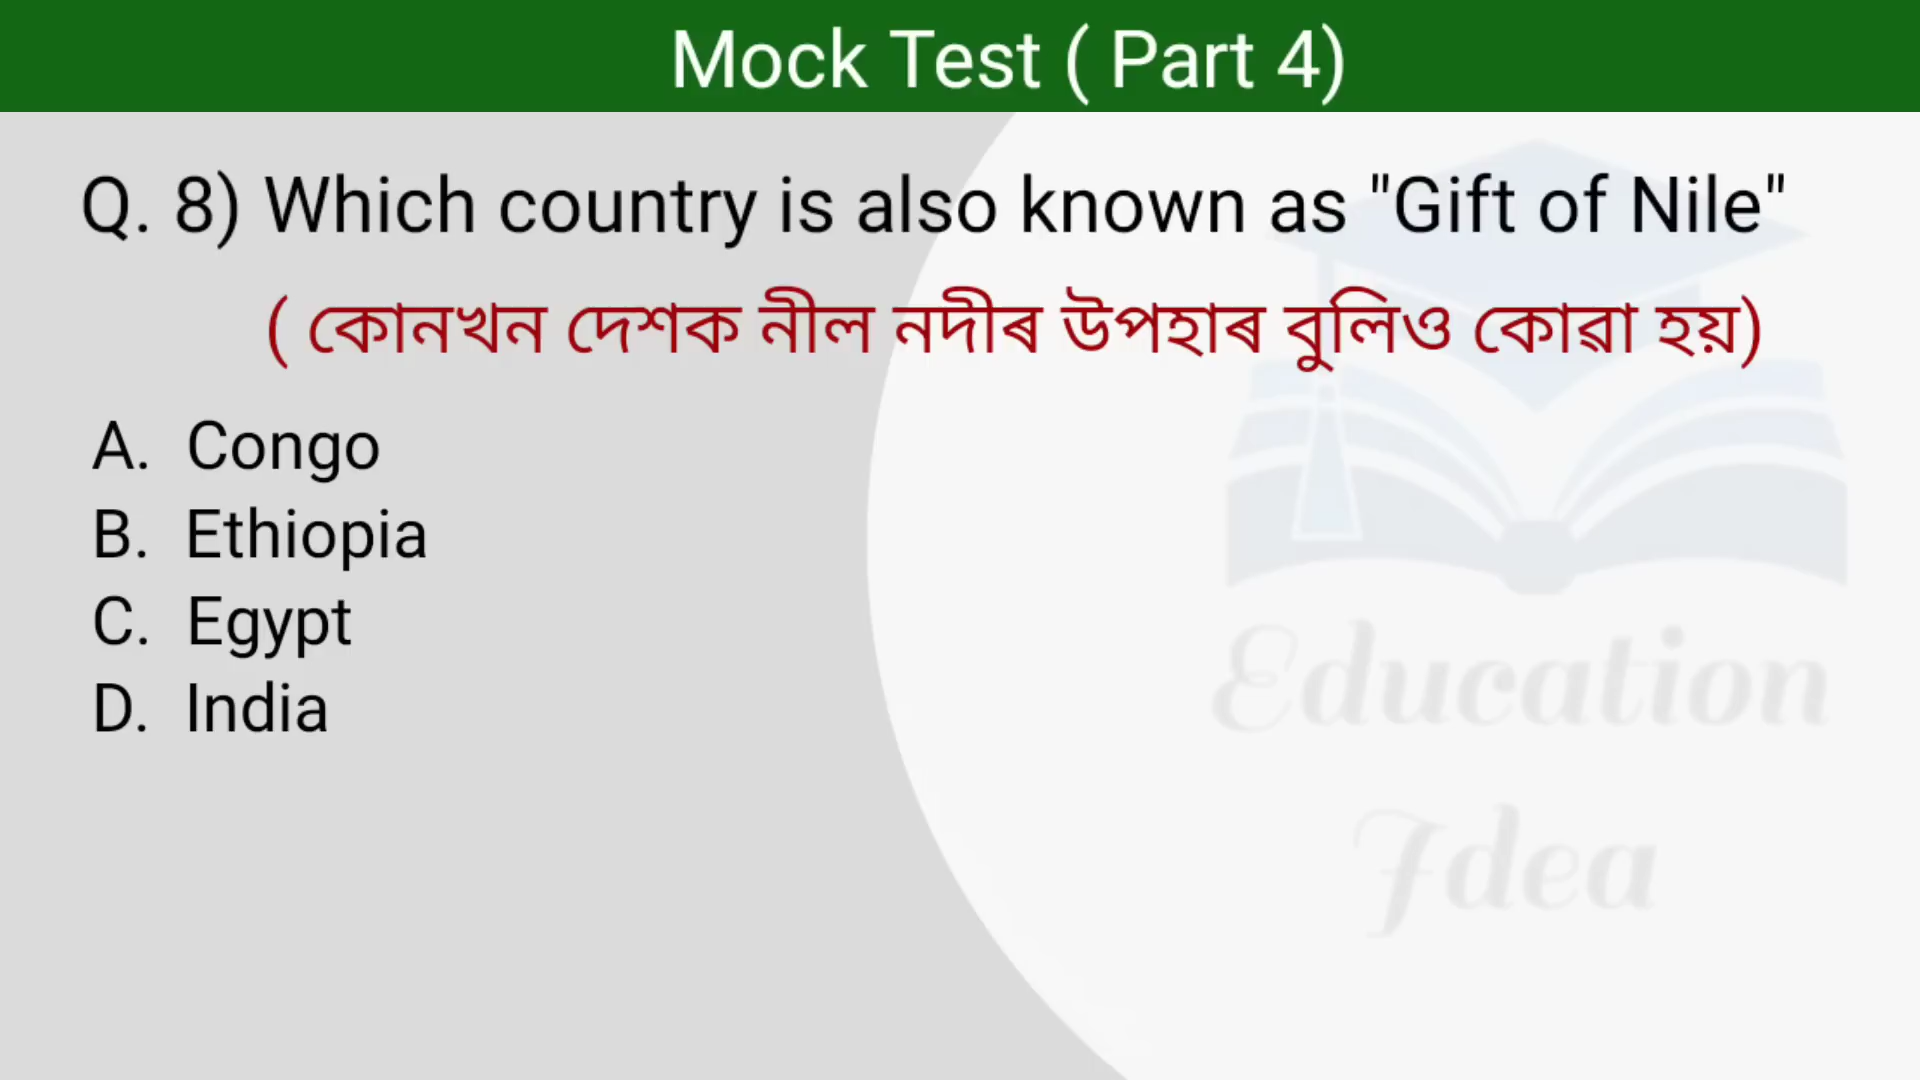 Mock Test ( Part 4)
Q. 8) Which country is also known as "Gift of Nile"
( কোনখন দেশক নীল নদীৰ উপহাৰ বুলিও কোৱা হয়)
A. Congo
B. Ethiopia
C. Egypt
D. India
Education
Idea